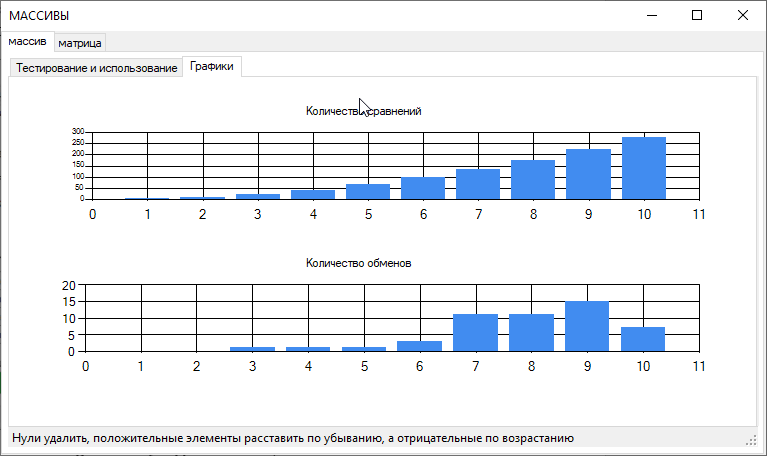 МАССИВЫ
массив матрица
Тестирование и использование Графики
Количество сравнений
300
250
200
150
100
50
0
0 1 2 3 4 5 6 7 8 9 10 11
Количество обменов
20
15
10
5
0
0 1 2 3 4 5 6 7 8 9 10 11
Нули удалить, положительные элементы расставить по убыванию, а отрицательные по возрастанию